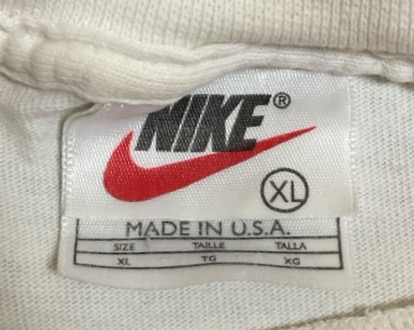 NIKE®
XL
MADE IN U.S.A.
SIZE TAILLE TALLA
XL TG XG